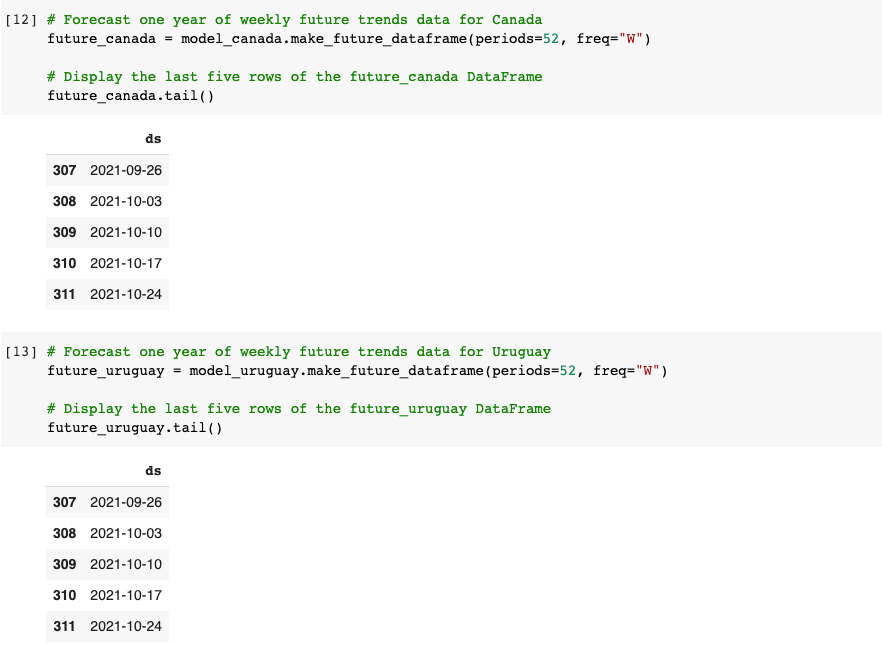 [12] # Forecast one year of weekly future trends data for Canada
future_canada = model_canada.make_future_dataframe(periods=52, freq="W")
# Display the last five rows of the future_canada DataFrame
future_canada.tail()
ds
307 2021-09-26
308 2021-10-03
309 2021-10-10
310 2021-10-17
311 2021-10-24
[13] # Forecast one year of weekly future trends data for Uruguay
future_uruguay = model_uruguay.make_future_dataframe(periods=52, freq="W")
# Display the last five rows of the future_uruguay DataFrame
future_uruguay.tail()
ds
307 2021-09-26
308 2021-10-03
309 2021-10-10
310 2021-10-17
311 2021-10-24